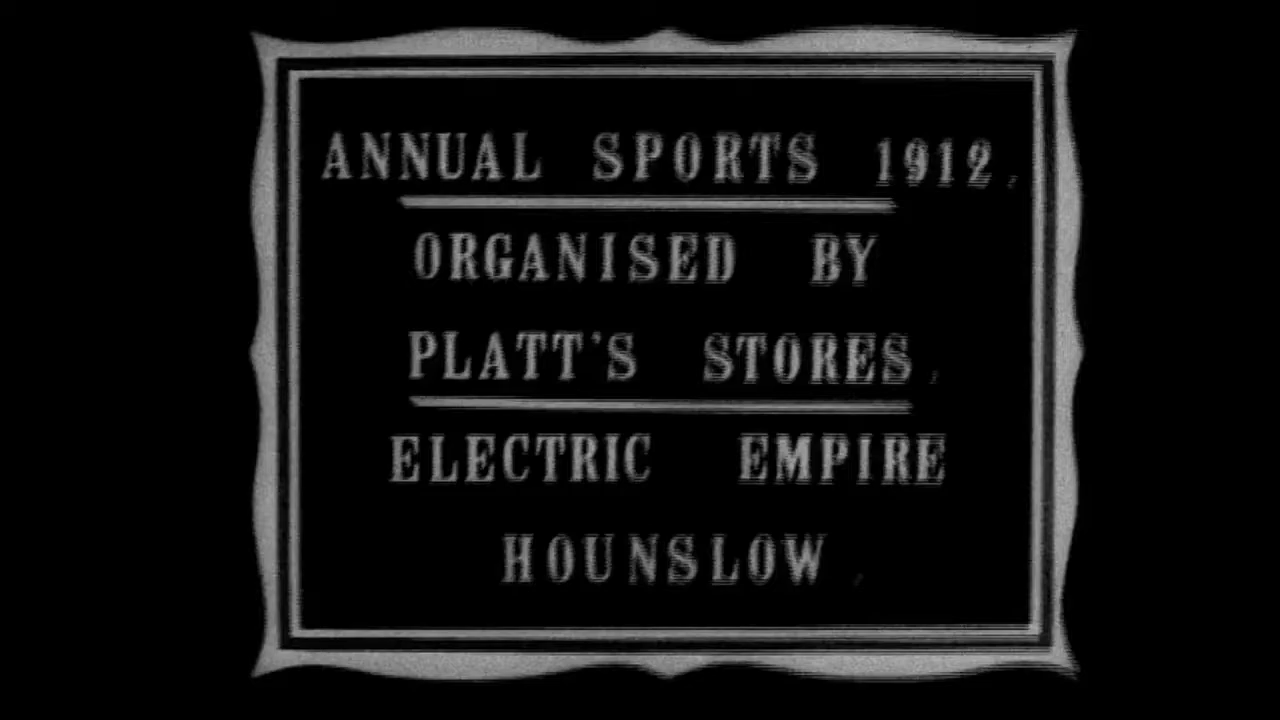 ANNUAL SPORTS 1912.
ORGANISED BY
PLATT'S STORES.
ELECTRIC EMPIRE
HOUNSLOW.